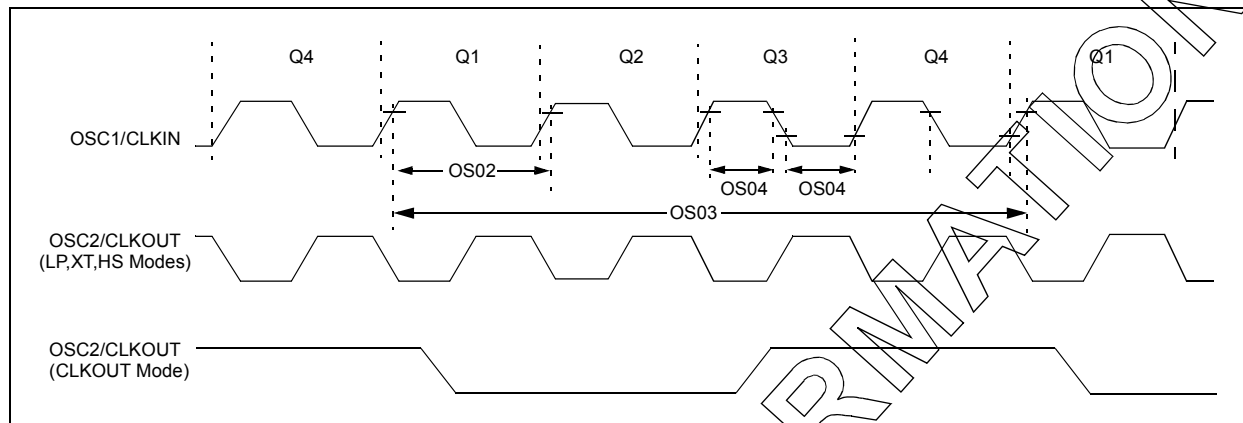 Q4 Q1 Q2 Q3 Q4 Q1
OSC1/CLKIN
OS02
OS04 OS04
OS03
OSC2/CLKOUT
(LP,XT,HS Modes)
OSC2/CLKOUT
(CLKOUT Mode)
RMATION